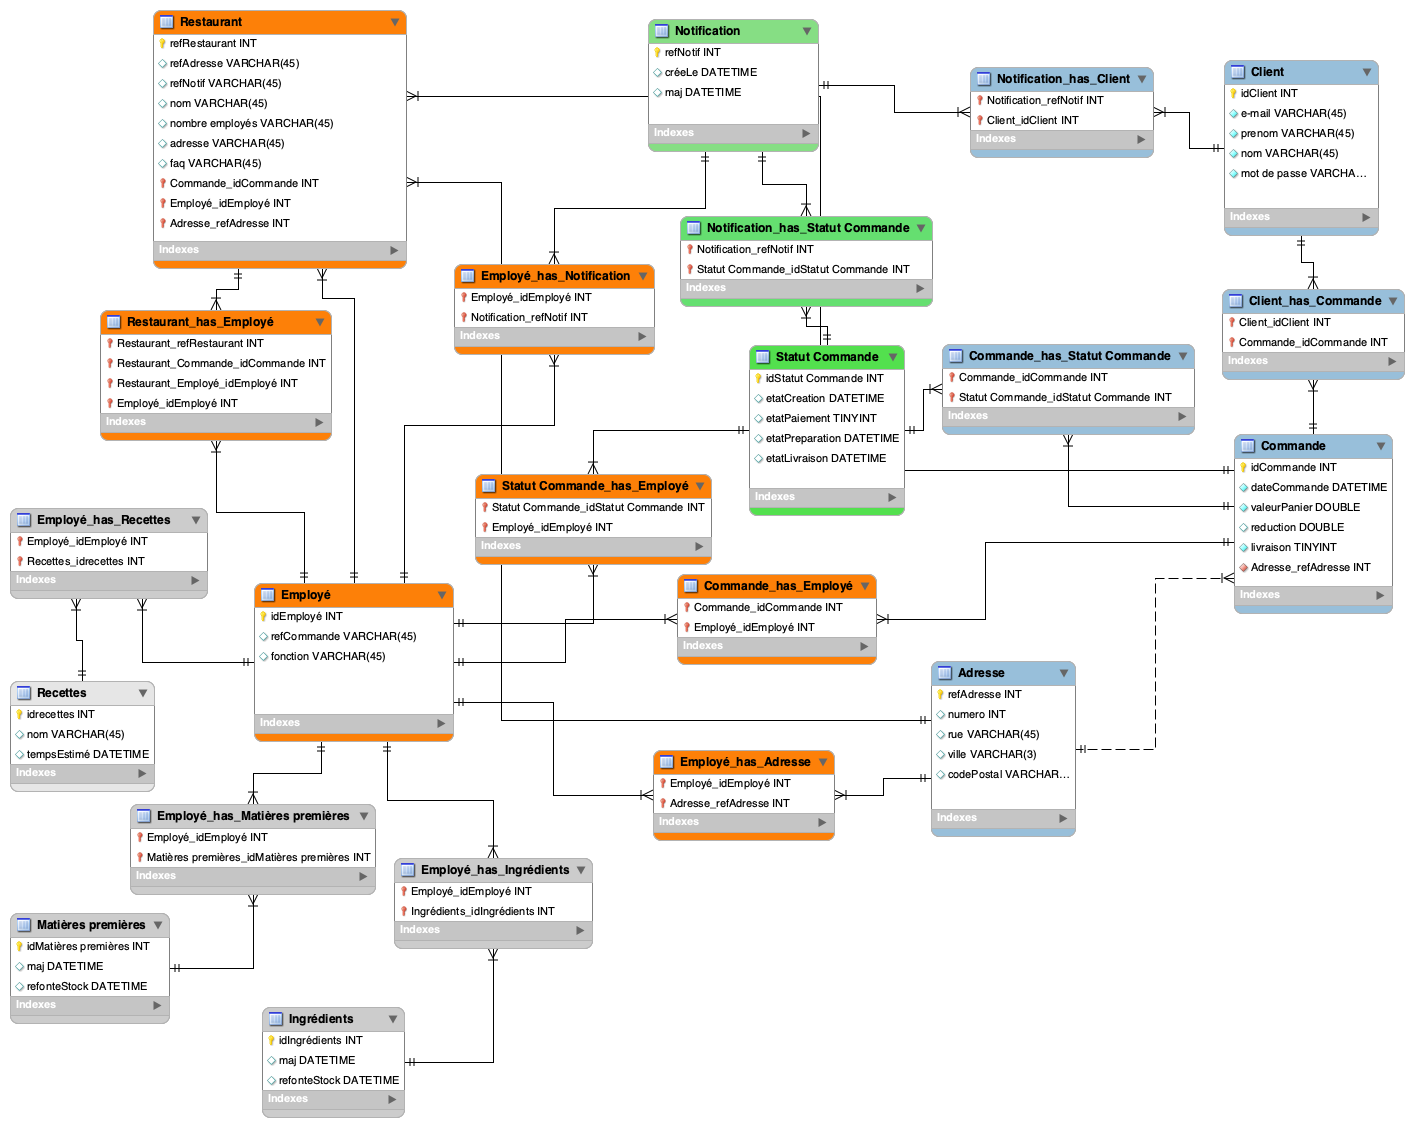 Restaurant
refRestaurant INT
refAdresse VARCHAR(45)
refNotif VARCHAR(45)
nom VARCHAR(45)
nombre employés VARCHAR(45)
adresse VARCHAR(45)
faq VARCHAR(45)
Commande_idCommande INT
Employé_idEmployé INT
Adresse_refAdresse INT
Indexes
Notification
refNotif INT
créeLe DATETIME
maj DATETIME
Indexes
Notification_has_Client
Notification_refNotif INT
Client_idClient INT
Indexes
Client
idClient INT
e-mail VARCHAR(45)
prenom VARCHAR(45)
nom VARCHAR(45)
mot de passe VARCHA...
Indexes
Notification_has_Statut Commande
Notification_refNotif INT
Statut Commande_idStatut Commande INT
Indexes
Employé_has_Notification
Employé_idEmployé INT
Notification_refNotif INT
Indexes
Client_has_Commande
Client_idClient INT
Commande_idCommande INT
Indexes
Restaurant_has_Employé
Restaurant_refRestaurant INT
Restaurant_Commande_idCommande INT
Restaurant_Employé_idEmployé INT
Employé_idEmployé INT
Indexes
Statut Commande
idStatut Commande INT
etatCreation DATETIME
etatPaiement TINYINT
etatPreparation DATETIME
etatLivraison DATETIME
Indexes
Commande_has_Statut Commande
Commande_idCommande INT
Statut Commande_idStatut Commande INT
Indexes
Commande
idCommande INT
dateCommande DATETIME
valeurPanier DOUBLE
reduction DOUBLE
livraison TINYINT
Adresse_refAdresse INT
Indexes
Statut Commande_has_Employé
Statut Commande_idStatut Commande INT
Employé_idEmployé INT
Indexes
Employé_has_Recettes
Employé_idEmployé INT
Recettes_idrecettes INT
Indexes
Employé
idEmployé INT
refCommande VARCHAR(45)
fonction VARCHAR(45)
Indexes
Commande_has_Employé
Commande_idCommande INT
Employé_idEmployé INT
Indexes
Recettes
idrecettes INT
nom VARCHAR(45)
tempsEstimé DATETIME
Indexes
Adresse
refAdresse INT
numero INT
rue VARCHAR(45)
ville VARCHAR(3)
codePostal VARCHAR...
Indexes
Employé_has_Adresse
Employé_idEmployé INT
Adresse_refAdresse INT
Indexes
Employé_has_Matières premières
Employé_idEmployé INT
Matières premières_idMatières premières INT
Indexes
Employé_has_Ingrédients
Employé_idEmployé INT
Ingrédients_idIngrédients INT
Indexes
Matières premières
idMatières premières INT
maj DATETIME
refonteStock DATETIME
Indexes
Ingrédients
idIngrédients INT
maj DATETIME
refonteStock DATETIME
Indexes